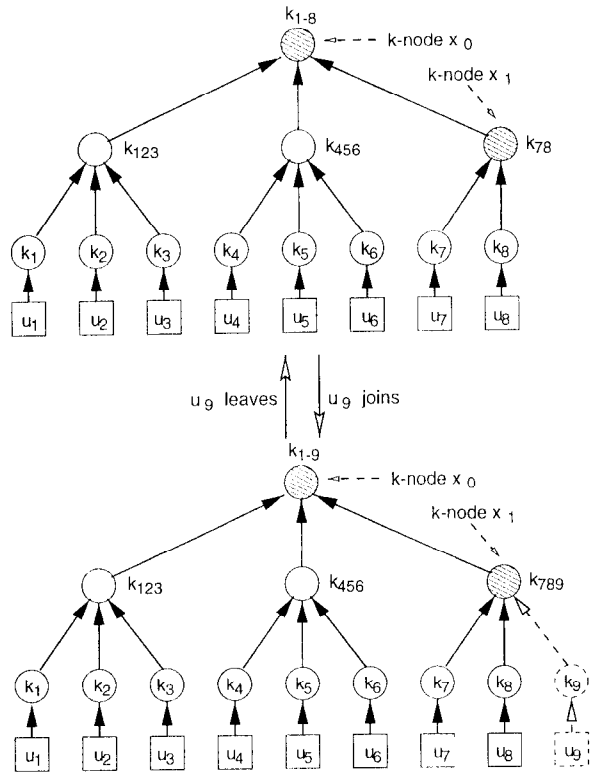 k1-8
k-node x0
k-node x1
k123
k456
k78
k1 k2 k3 k4 k5 k6 k7 k8
u1 u2 u3 u4 u5 u6 u7 u8
u9 leaves
u9 joins
k1-9
k-node x0
k-node x1
k123
k456
k789
k1 k2 k3 k4 k5 k6 k7 k8 k9
u1 u2 u3 u4 u5 u6 u7 u8 u9